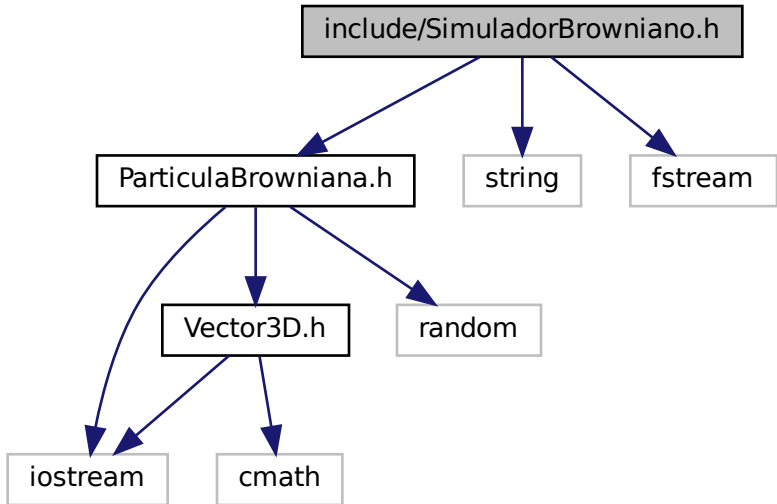 include/SimuladorBrowniano.h
ParticulaBrowniana.h
string
fstream
Vector3D.h
random
iostream
cmath